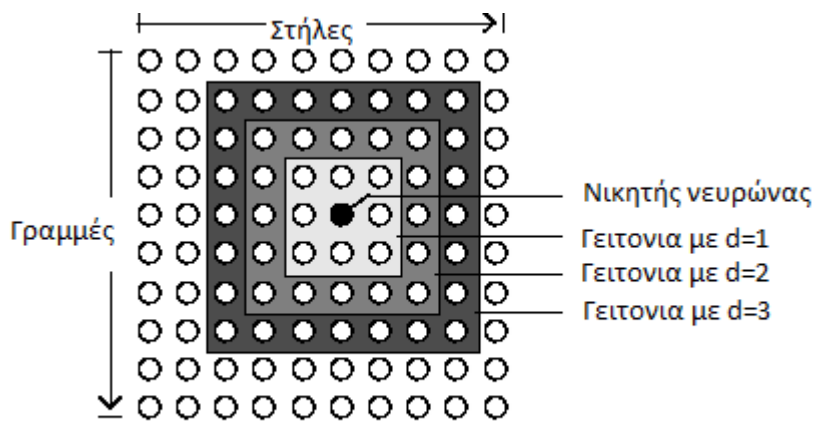 Στήλες
Γραμμές
Νικητής νευρώνας
Γειτονια με d=1
Γειτονια με d=2
Γειτονια με d=3